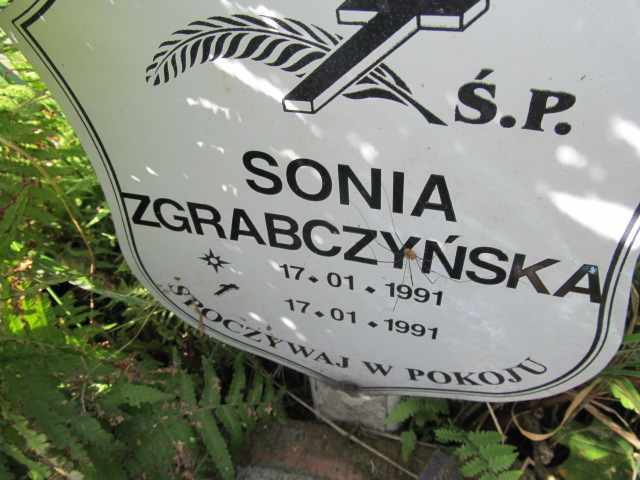 Ś.P.
SONIA
ZGRABCZYŃSKA
17 • 01 • 1991
17 • 01 • 1991
SPOCZYWAJ W POKOJU